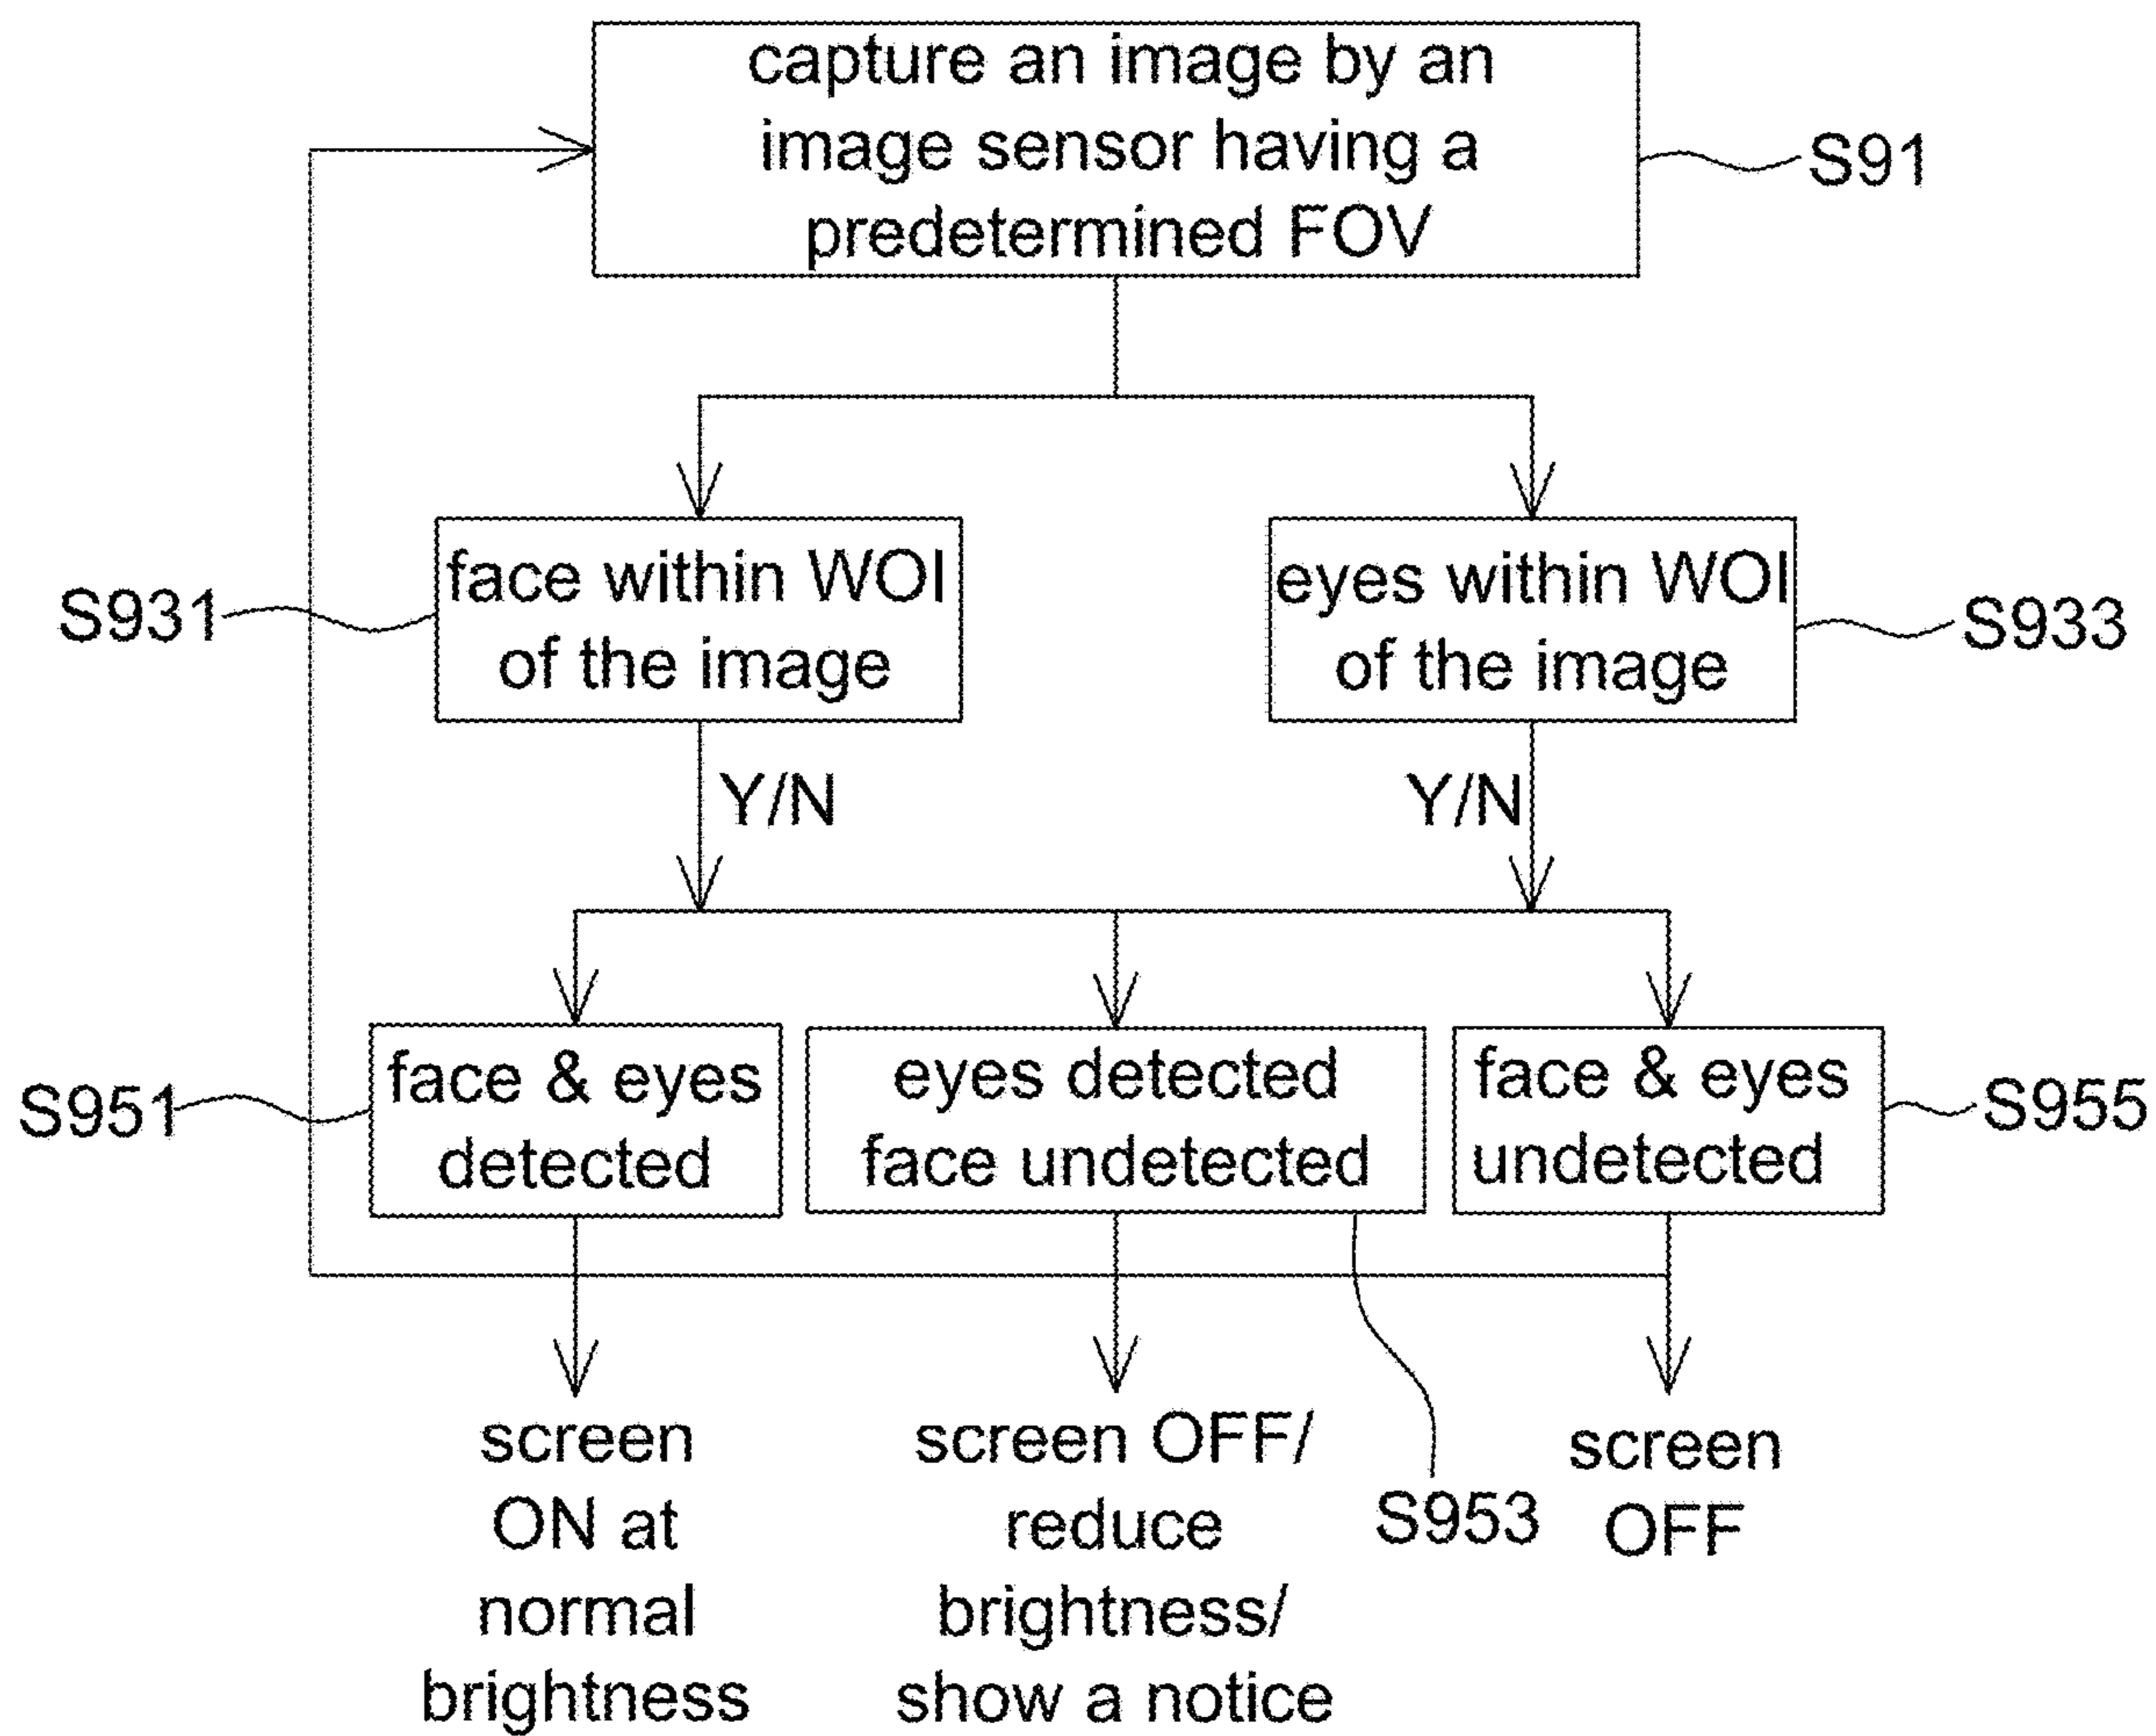 capture an image by an
image sensor having a
predetermined FOV
S91
face within WOI
of the image
S931
eyes within WOI
of the image
S933
Y/N
Y/N
face & eyes
detected
S951
eyes detected
face undetected
face & eyes
undetected
S955
screen
ON at
normal
brightness
screen OFF/
reduce
brightness/
show a notice
S953
screen
OFF